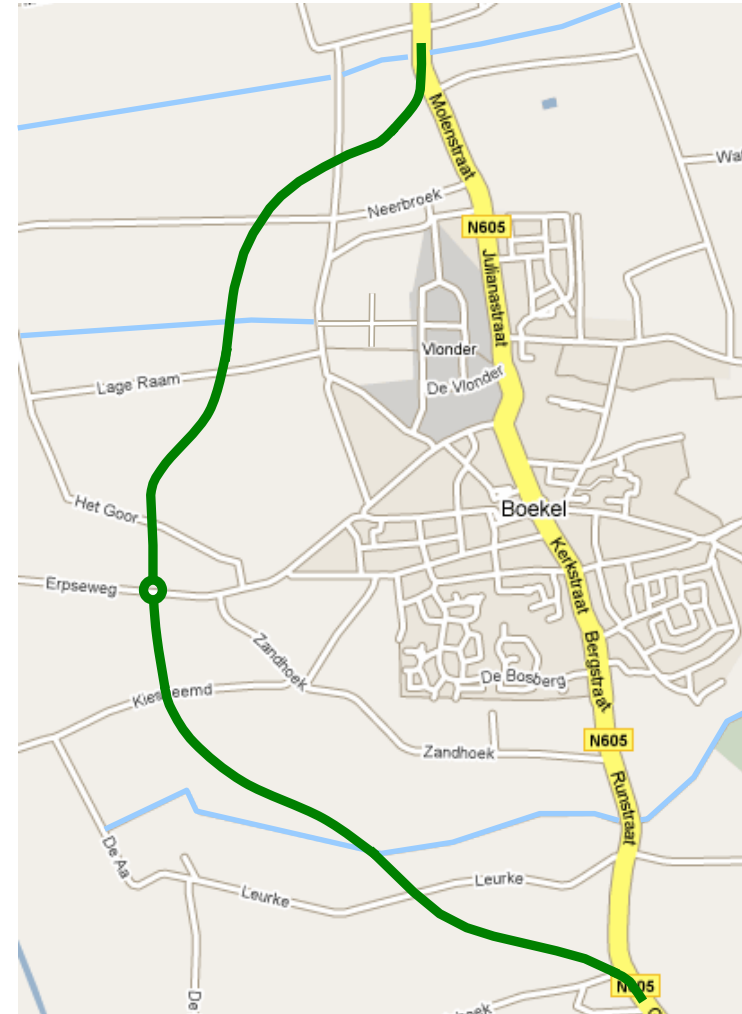 Molenstraat
Wal
Neerbroek
N605
Julianastraat
Vlonder
De Vlonder
Lage Raam
Het Goor
Boekel
Kerkstraat
Erpseweg
Zandhoek
Bergstraat
De Bosberg
N605
Zandhoek
Runstraat
De Aa
Leurke
Leurke
N605
De